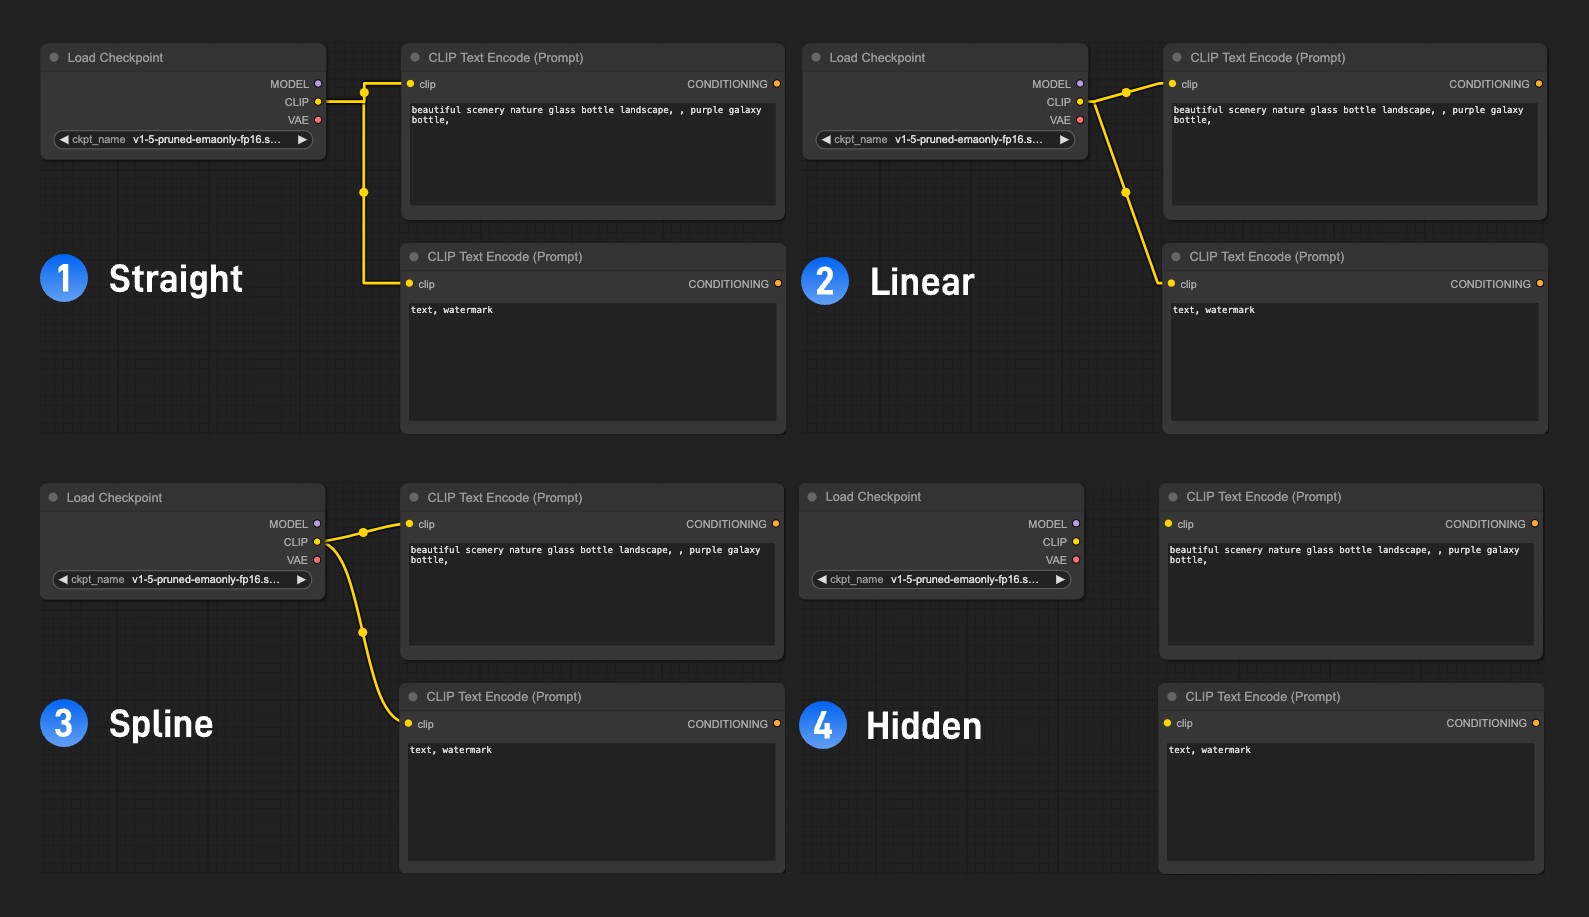 Load Checkpoint
MODEL
CLIP
VAE
ckpt_name v1-5-pruned-emaonly-fp16.s...
CLIP Text Encode (Prompt)
clip CONDITIONING
beautiful scenery nature glass bottle landscape, , purple galaxy
bottle,
CLIP Text Encode (Prompt)
clip CONDITIONING
text, watermark
1 Straight
Load Checkpoint
MODEL
CLIP
VAE
ckpt_name v1-5-pruned-emaonly-fp16.s...
CLIP Text Encode (Prompt)
clip CONDITIONING
beautiful scenery nature glass bottle landscape, , purple galaxy
bottle,
CLIP Text Encode (Prompt)
clip CONDITIONING
text, watermark
2 Linear
Load Checkpoint
MODEL
CLIP
VAE
ckpt_name v1-5-pruned-emaonly-fp16.s...
CLIP Text Encode (Prompt)
clip CONDITIONING
beautiful scenery nature glass bottle landscape, , purple galaxy
bottle,
CLIP Text Encode (Prompt)
clip CONDITIONING
text, watermark
3 Spline
Load Checkpoint
MODEL
CLIP
VAE
ckpt_name v1-5-pruned-emaonly-fp16.s...
CLIP Text Encode (Prompt)
clip CONDITIONING
beautiful scenery nature glass bottle landscape, , purple galaxy
bottle,
CLIP Text Encode (Prompt)
clip CONDITIONING
text, watermark
4 Hidden